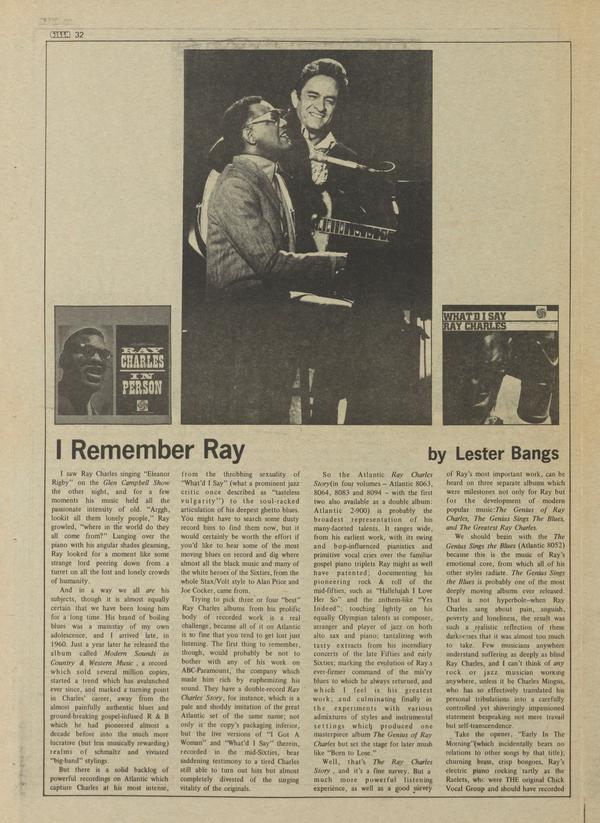 CREEM 32
RAY
CHARLES
IN
PERSON
WHAT'D I SAY
RAY CHARLES
I Remember Ray
by Lester Bangs
I saw Ray Charles singing “Eleanor
Rigby” on the Glen Campbell Show
the other night, and for a few
moments his music held all the
passionate intensity of old. “Arggh,
lookit all them lonely people,” Ray
growled, “where in the world do they
all come from?” Lunging over the
piano with his angular shades gleaming,
Ray looked for a moment like some
strange lord peering down from a
turret on all the lost and lonely crowds
of humanity.
And in a way we all are his
subjects, though it is almost equally
certain that we have been losing him
for a long time. His brand of boiling
blues was a mainstay of my own
adolescence, and I arrived late, in
1960. Just a year later he released the
album called Modern Sounds in
Country & Western Music , a record
which sold several million copies,
started a trend which has avalanched
ever since, and marked a turning point
in Charles' career, away from the
almost painfully authentic blues and
ground-breaking gospel-infused R & B
which he had pioneered almost a
decade before into the much more
lucrative (but less musically rewarding)
realms of schmaltz and vitiated
“big-band” stylings.
But there is a solid backlog of
powerful recordings on Atlantic which
capture Charles at his most intense,
from the throbbing sexuality of
“What'd I Say” (what a prominent jazz
critic once described as “tasteless
vulgarity”) to the soul-racked
articulation of his deepest ghetto blues.
You might have to search some dusty
record bins to find them now, but it
would certainly be worth the effort if
you'd like to hear some of the most
moving blues on record and dig where
almost all the black music and many of
the white heroes of the Sixties, from the
whole Stax/Volt style to Alan Price and
Joe Cocker, came from.
Trying to pick three or four “best”
Ray Charles albums from his prolific
body of recorded work is a real
challenge, because all of it on Atlantic
is so fine that you tend to get lost just
listening. The first thing to remember,
though, would probably be not to
bother with any of his work on
ABC-Paramount, the company which
made him rich by euphemizing his
sound. They have a double-record Ray
Charles Story, for instance, which is a
pale and shoddy imitation of the great
Atlantic set of the same name; not
only is the copy's packaging inferior,
but the live versions of “I Got A
Woman” and “What'd I Say” therein,
recorded in the mid-Sixties, bear
saddening testimony to a tired Charles
still able to turn out hits but almost
completely divested of the surging
vitality of the originals.
So the Atlantic Ray Charles
Story(in four volumes – Atlantic 8063,
8064, 8083 and 8094 – with the first
two also available as a double album:
Atlantic 2-900) is probably the
broadest representation of his
many-faceted talents. It ranges wide,
from his earliest work, with its swing
and bop-influenced pianistics and
primitive vocal cries over the familiar
gospel piano triplets Ray might as well
have patented; documenting his
pioneering rock & roll of the
mid-fifties, such as “Hallelujah I Love
Her So” and the anthem-like “Yes
Indeed”; touching lightly on his
equally Olympian talents as composer,
arranger and player of jazz on both
alto sax and piano; tantalizing with
tasty extracts from his incendiary
concerts of the late Fifties and early
Sixties; marking the evolution of Ray's
ever-firmer command of the misty
blues to which he always returned, and
which I feel is his greatest
work; and culminating finally in
the experiments with various
admixtures of styles and instrumental
settings which produced one
masterpiece album The Genius of Ray
Charles but set the stage for later mush
like “Born to Lose.”
Well, that's The Ray Charles
Story , and it's a fine survey. But a
much more powerful listening
experience, as well as a good survey
of Ray's most important work, can be
heard on three separate albums which
were milestones not only for Ray but
for the development of modern
popular music:The Genius of Ray
Charles, The Genius Sings The Blues,
and The Greatest Ray Charles.
We should begin with the The
Genius Sings the Blues (Atlantic 8052)
because this is the music of Ray's
emotional core, from which all of his
other styles radiate. The Genius Sings
the Blues is probably one of the most
deeply moving albums ever released.
That is not hyperbole–when Ray
Charles sang about pain, anguish,
poverty and loneliness, the result was
such a realistic reflection of these
darknesses that it was almost too much
to take. Few musicians anywhere
understand suffering as deeply as blind
Ray Charles, and I can't think of any
rock or jazz musician working
anywhere, unless it be Charles Mingus,
who has so effectively translated his
personal tribulations into a carefully
controlled yet shiveringly impassioned
statement bespeaking not mere travail
but self-transcendence.
Take the opener, “Early In The
Morning”(which incidentally bears no
relations to other songs by that title);
churning brass, crisp bongoes, Ray's
electric piano rocking tartly as the
Raelets, who were THE original Chick
Vocal Group and should have recorded